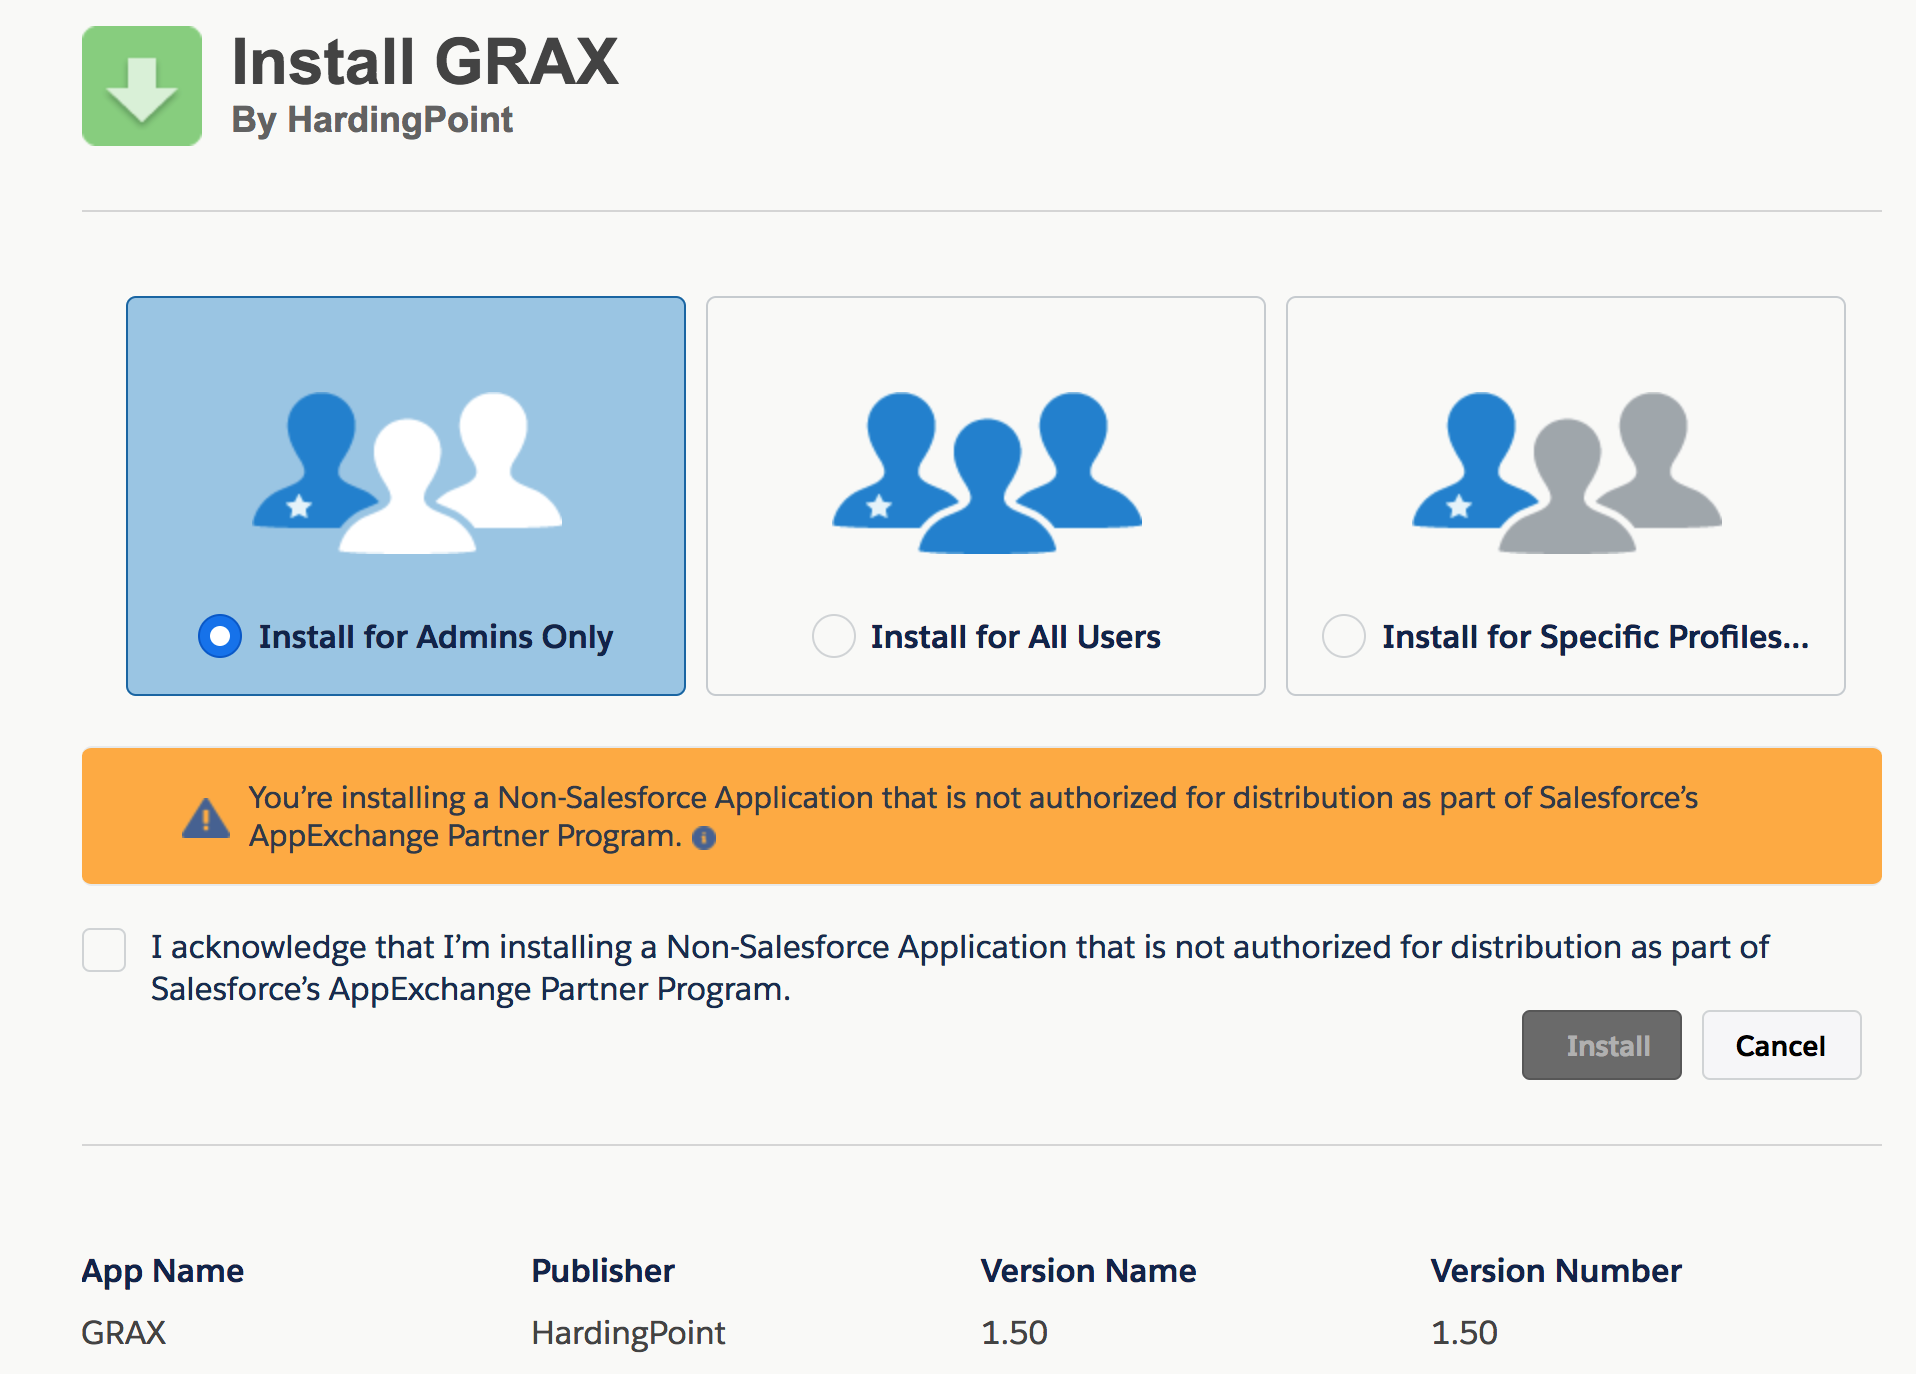 Install GRAX
By HardingPoint
Install for Admins Only
Install for All Users
Install for Specific Profiles...
You’re installing a Non-Salesforce Application that is not authorized for distribution as part of Salesforce’s
AppExchange Partner Program.
I acknowledge that I’m installing a Non-Salesforce Application that is not authorized for distribution as part of
Salesforce’s AppExchange Partner Program.
Install
Cancel
App Name
Publisher
Version Name
Version Number
GRAX
HardingPoint
1.50
1.50